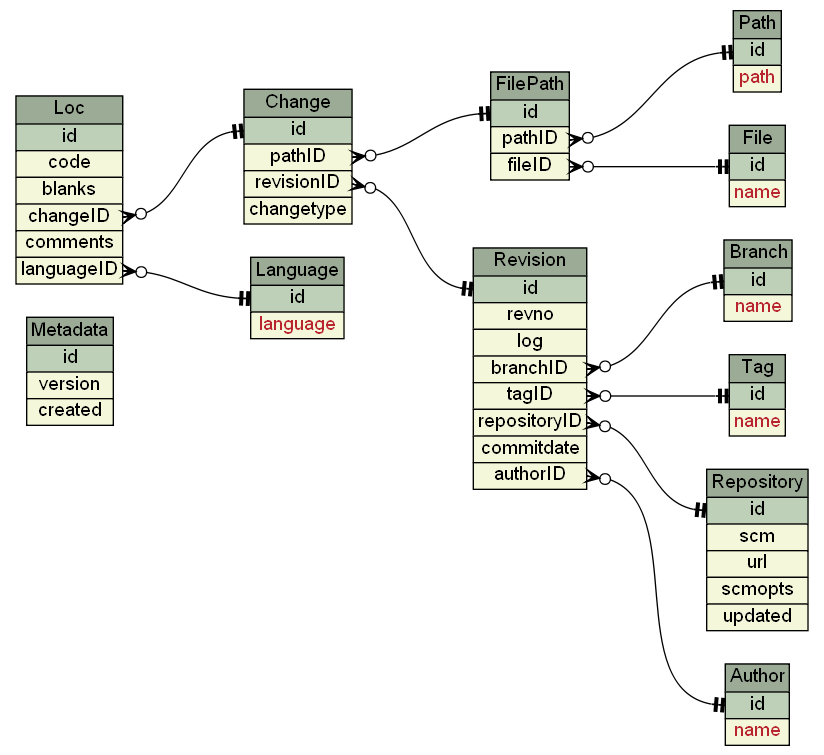 Loc
id
code
blanks
changeID
comments
languageID
Metadata
id
version
created
Change
id
pathID
revisionID
changetype
Language
id
language
FilePath
id
pathID
fileID
Revision
id
revno
log
branchID
tagID
repositoryID
commitdate
authorID
Path
id
path
File
id
name
Branch
id
name
Tag
id
name
Repository
id
scm
url
scmopts
updated
Author
id
name